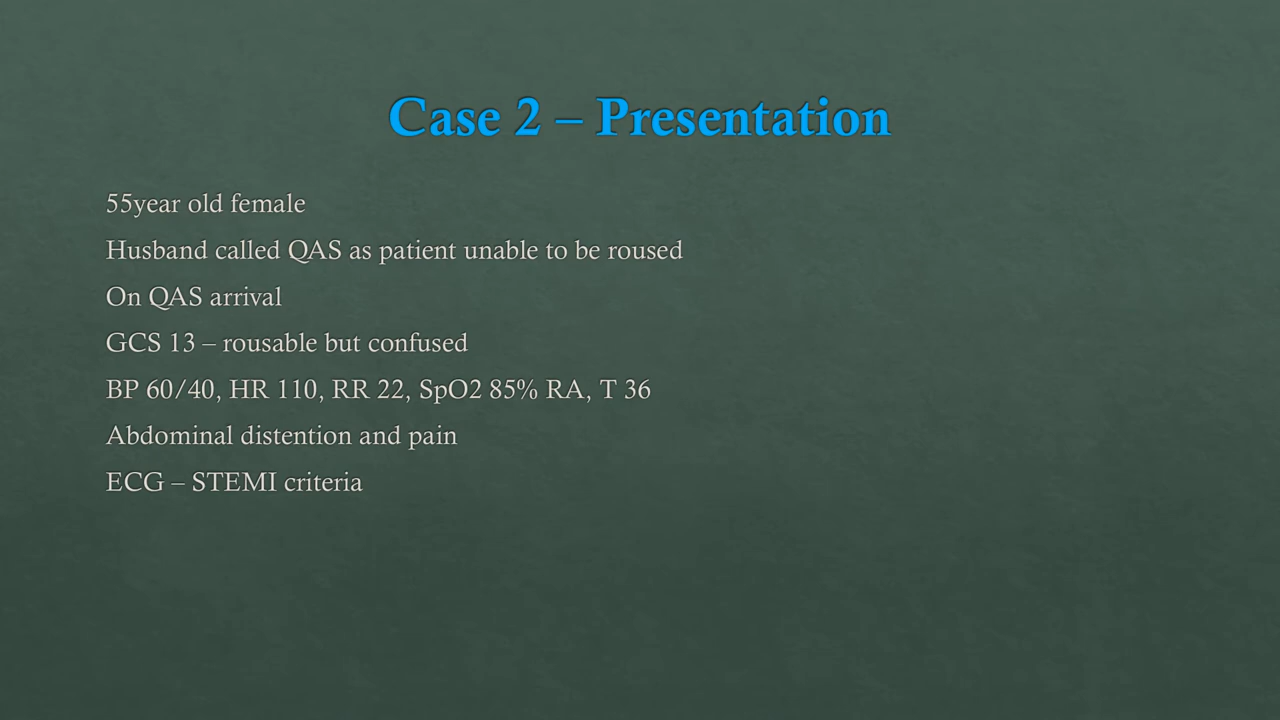 Case 2 – Presentation
55year old female
Husband called QAS as patient unable to be roused
On QAS arrival
GCS 13 – rousable but confused
BP 60/40, HR 110, RR 22, SpO2 85% RA, T 36
Abdominal distention and pain
ECG – STEMI criteria